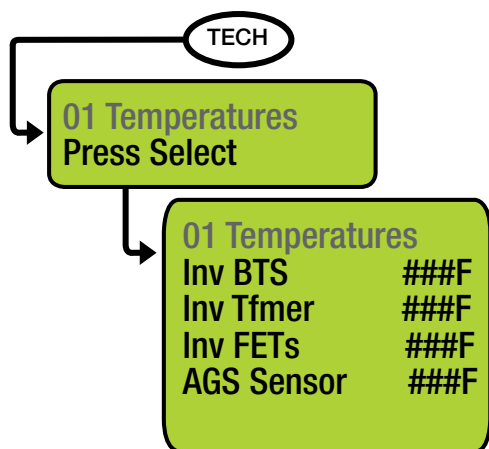 TECH
01 Temperatures
Press Select
01 Temperatures
Inv BTS ###F
Inv Tfmer ###F
Inv FETs ###F
AGS Sensor ###F